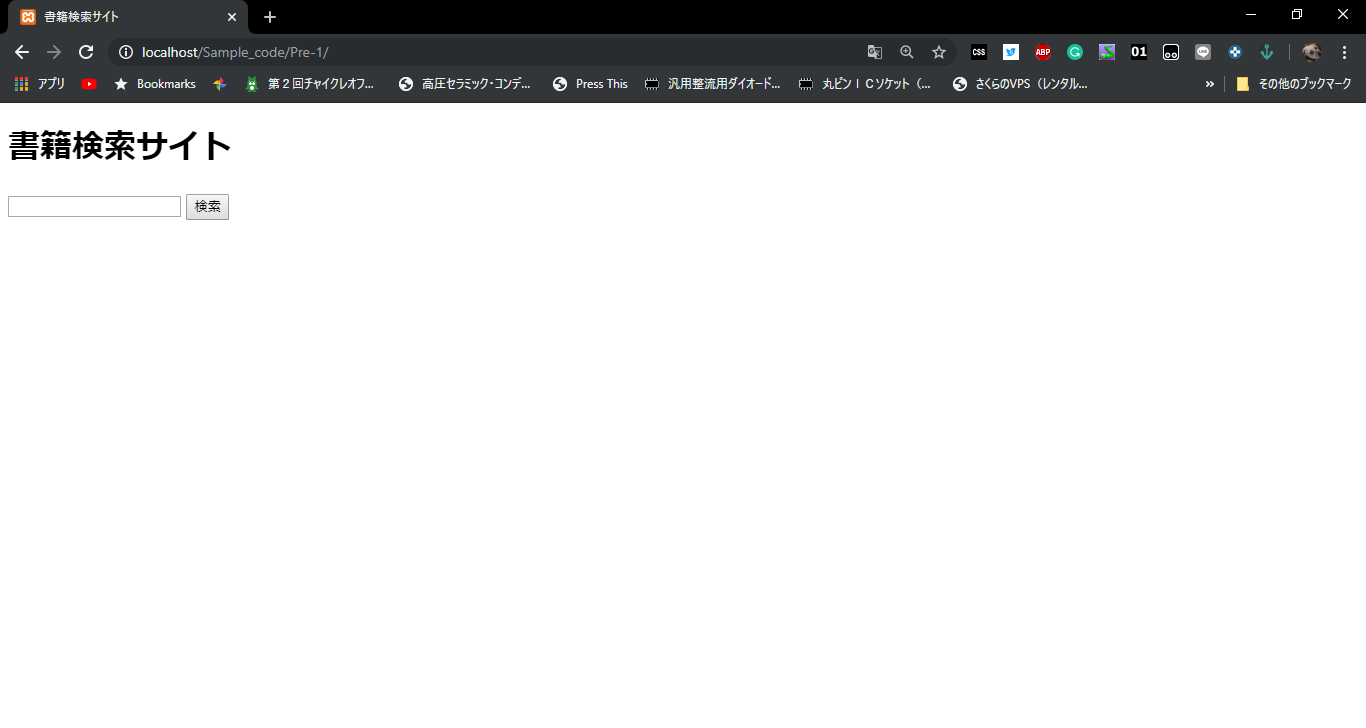 書籍検索サイト
localhost/Sample_code/Pre-1/
CSS ABP 01
アプリ Bookmarks 第２回チャイクレオフ... 高圧セラミック・コンデ... Press This 汎用整流用ダイオード... 丸ピンＩＣソケット（... さくらのVPS（レンタル... » その他のブックマーク
書籍検索サイト
検索